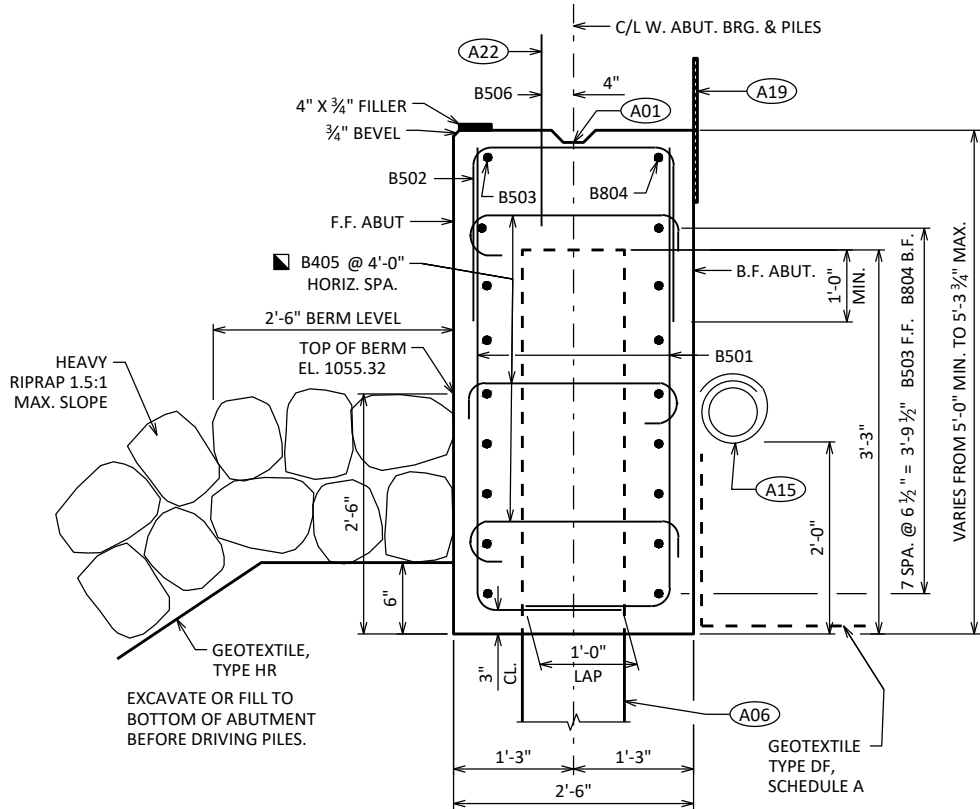 C/L W. ABUT. BRG. & PILES
A22
B506
4"
A01
A19
4" X ¾" FILLER
¾" BEVEL
B502
B503
B804
F.F. ABUT
B405 @ 4'-0"
HORIZ. SPA.
B.F. ABUT.
1'-0"
MIN.
2'-6" BERM LEVEL
HEAVY
RIPRAP 1.5:1
MAX. SLOPE
TOP OF BERM
EL. 1055.32
B501
A15
2'-6"
6"
3'-3"
2'-0"
7 SPA. @ 6 ½" = 3'-9 ½" B503 F.F. B804 B.F.
VARIES FROM 5'-0" MIN. TO 5'-3 ¾" MAX.
GEOTEXTILE,
TYPE HR
EXCAVATE OR FILL TO
BOTTOM OF ABUTMENT
BEFORE DRIVING PILES.
3"
CL.
1'-0"
LAP
A06
GEOTEXTILE
TYPE DF,
SCHEDULE A
1'-3"
1'-3"
2'-6"